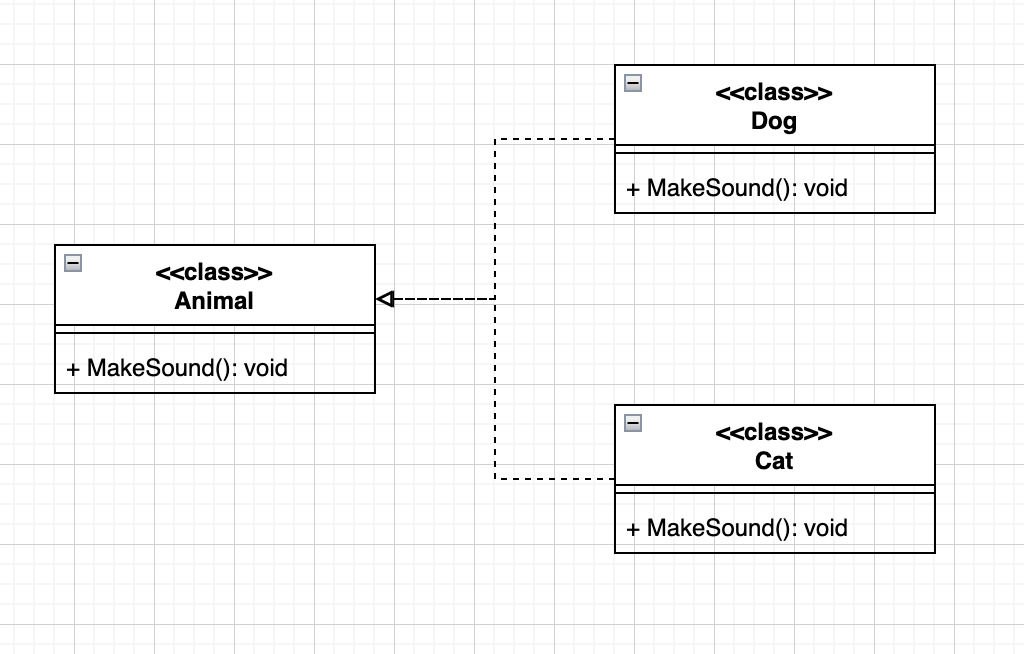 <<class>>
Animal
+ MakeSound(): void
<<class>>
Dog
+ MakeSound(): void
<<class>>
Cat
+ MakeSound(): void